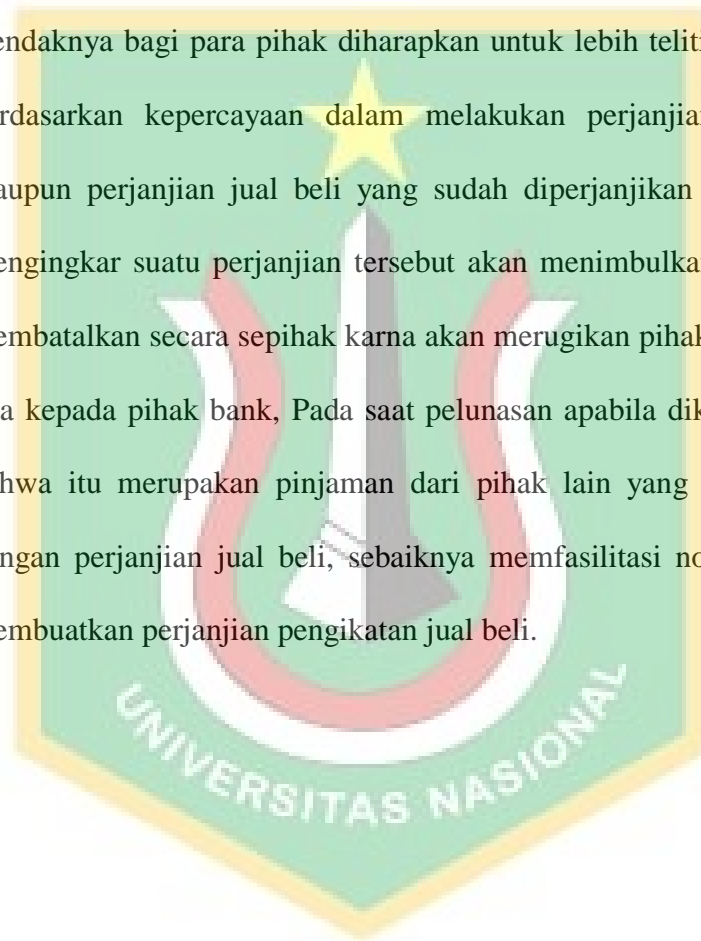 endaknya bagi para pihak diharapkan untuk lebih teliti
rdasarkan kepercayaan dalam melakukan perjanjian
aupun perjanjian jual beli yang sudah diperjanjikan
engingkar suatu perjanjian tersebut akan menimbulkan
embatalkan secara sepihak karna akan merugikan pihak
a kepada pihak bank, Pada saat pelunasan apabila dik
hwa itu merupakan pinjaman dari pihak lain yang
ngan perjanjian jual beli, sebaiknya memfasilitasi no
embuatkan perjanjian pengikatan jual beli.
UNIVERSITAS NASIONAL